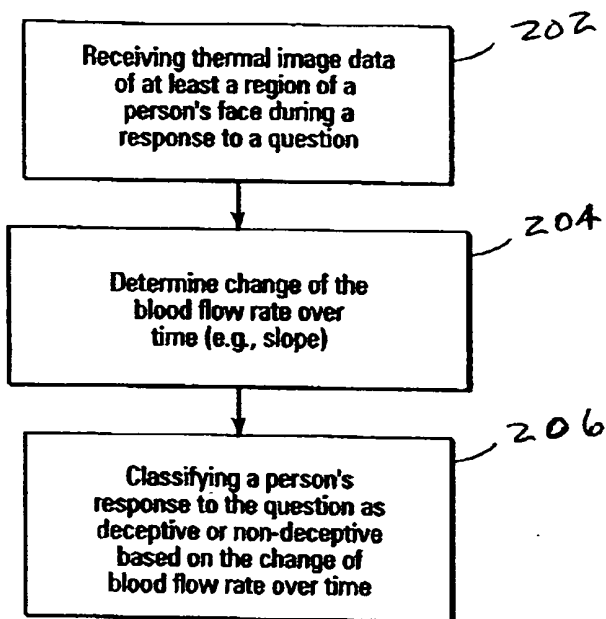 202
Receiving thermal image data
of at least a region of a
person's face during a
response to a question
204
Determine change of the
blood flow rate over
time (e.g., slope)
206
Classifying a person's
response to the question as
deceptive or non-deceptive
based on the change of
blood flow rate over time